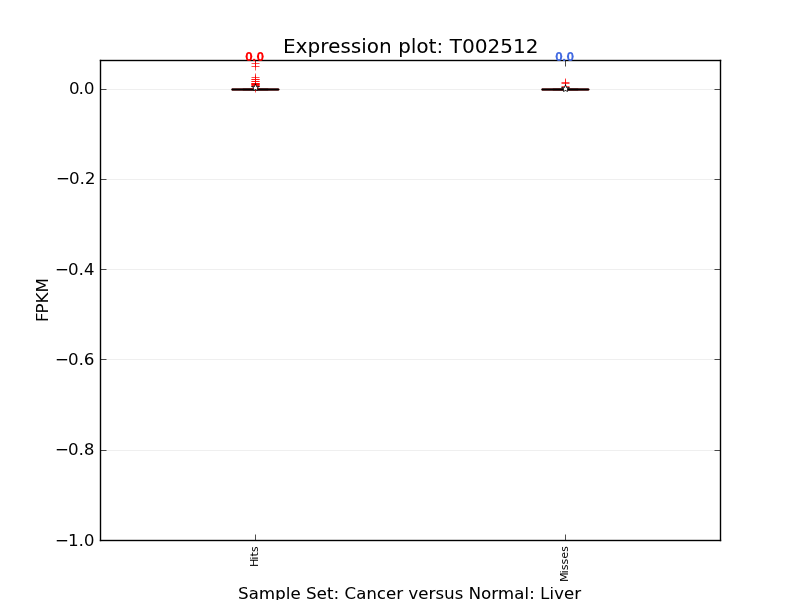 Expression plot: T002512
0.0 0.0
0.0
−0.2
−0.4
FPKM
−0.6
−0.8
−1.0
Hits Misses
Sample Set: Cancer versus Normal: Liver